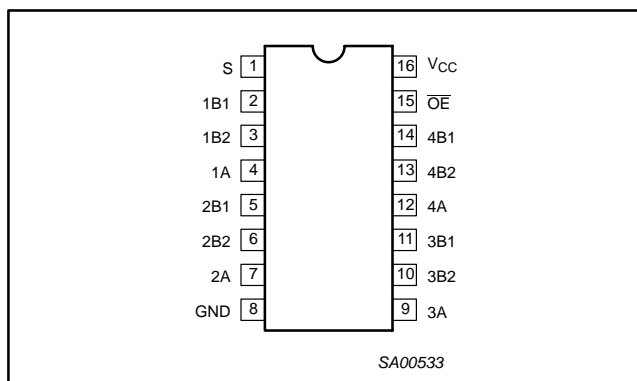 S 1 16 VCC
1B1 2 15 O̅E̅
1B2 3 14 4B1
1A 4 13 4B2
2B1 5 12 4A
2B2 6 11 3B1
2A 7 10 3B2
GND 8 9 3A
SA00533